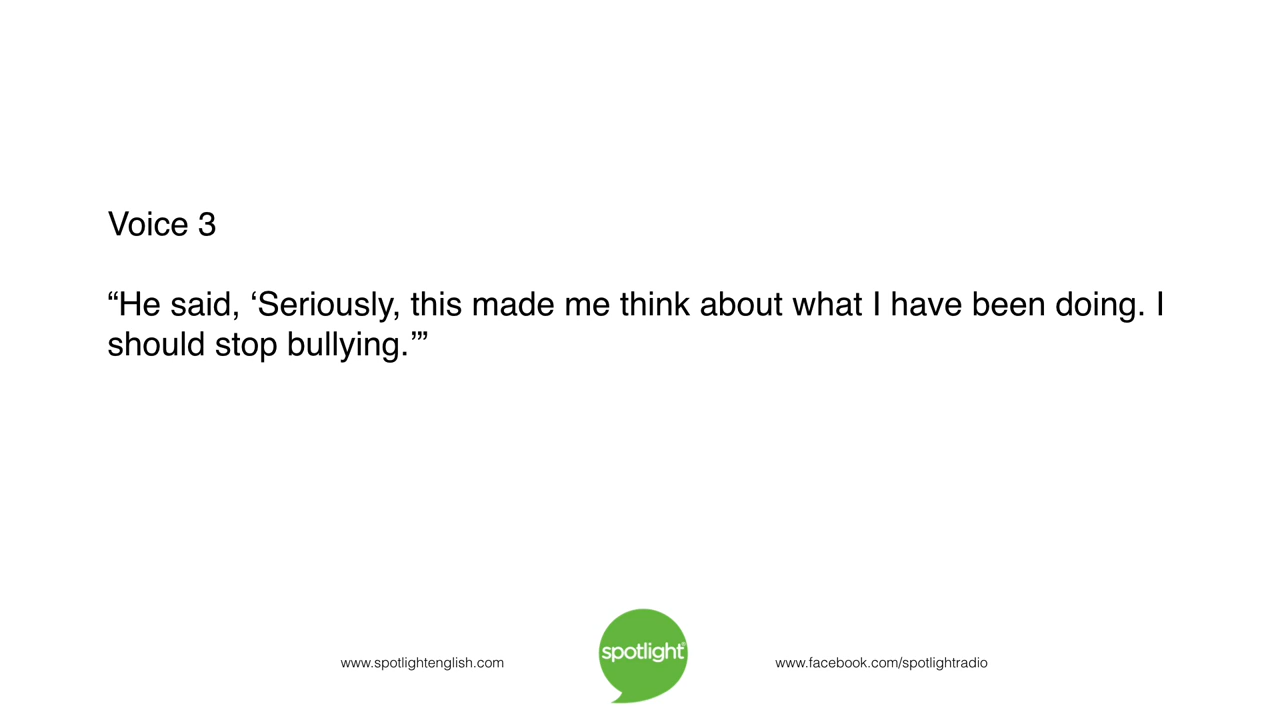 Voice 3
“He said, ‘Seriously, this made me think about what I have been doing. I
should stop bullying.’”
www.spotlightenglish.com
spotlight®
www.facebook.com/spotlightradio